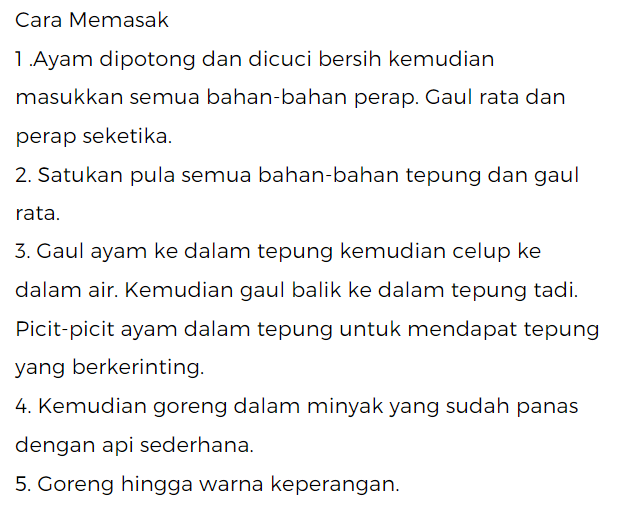 Cara Memasak
1 .Ayam dipotong dan dicuci bersih kemudian
masukkan semua bahan-bahan perap. Gaul rata dan
perap seketika.
2. Satukan pula semua bahan-bahan tepung dan gaul
rata.
3. Gaul ayam ke dalam tepung kemudian celup ke
dalam air. Kemudian gaul balik ke dalam tepung tadi.
Picit-picit ayam dalam tepung untuk mendapat tepung
yang berkerinting.
4. Kemudian goreng dalam minyak yang sudah panas
dengan api sederhana.
5. Goreng hingga warna keperangan.